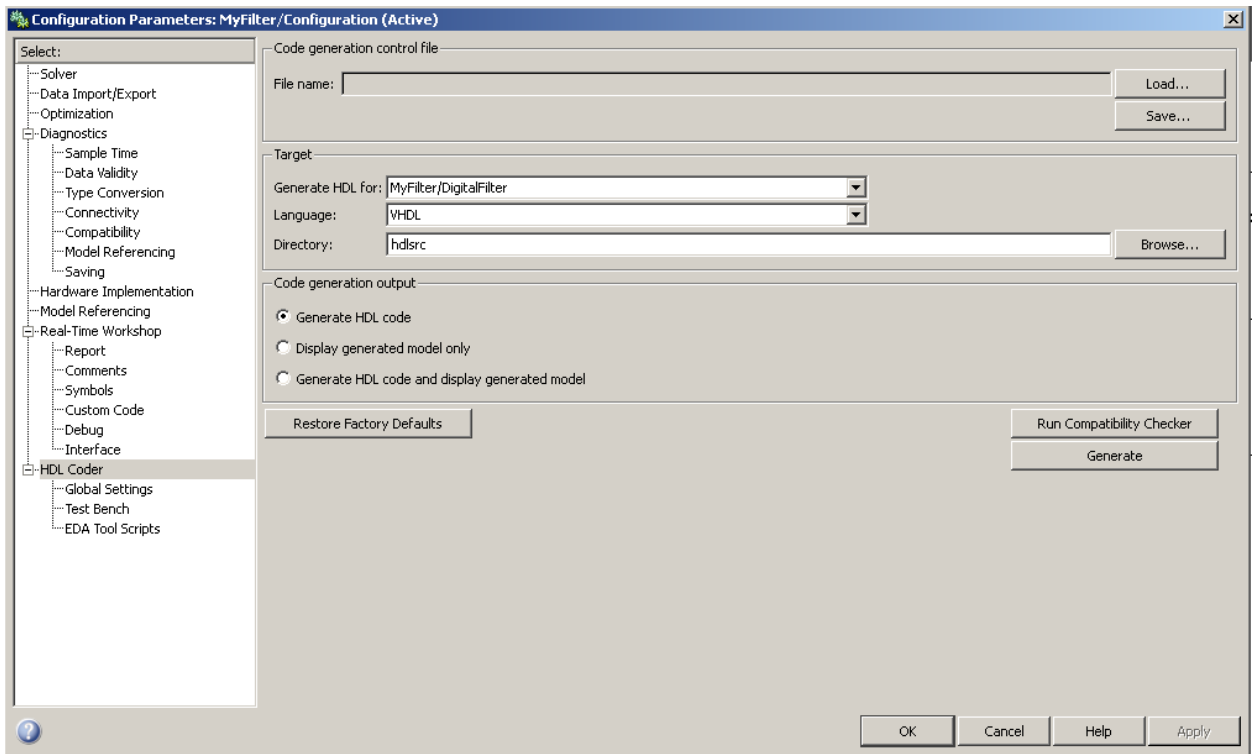 Configuration Parameters: MyFilter/Configuration (Active)
Select:
Solver
Data Import/Export
Optimization
Diagnostics
Sample Time
Data Validity
Type Conversion
Connectivity
Compatibility
Model Referencing
Saving
Hardware Implementation
Model Referencing
Real-Time Workshop
Report
Comments
Symbols
Custom Code
Debug
Interface
HDL Coder
Global Settings
Test Bench
EDA Tool Scripts
Code generation control file
File name:
Load...
Save...
Target
Generate HDL for: MyFilter/DigitalFilter
Language: VHDL
Directory: hdlsrc
Browse...
Code generation output
Generate HDL code
Display generated model only
Generate HDL code and display generated model
Restore Factory Defaults
Run Compatibility Checker
Generate
OK
Cancel
Help
Apply